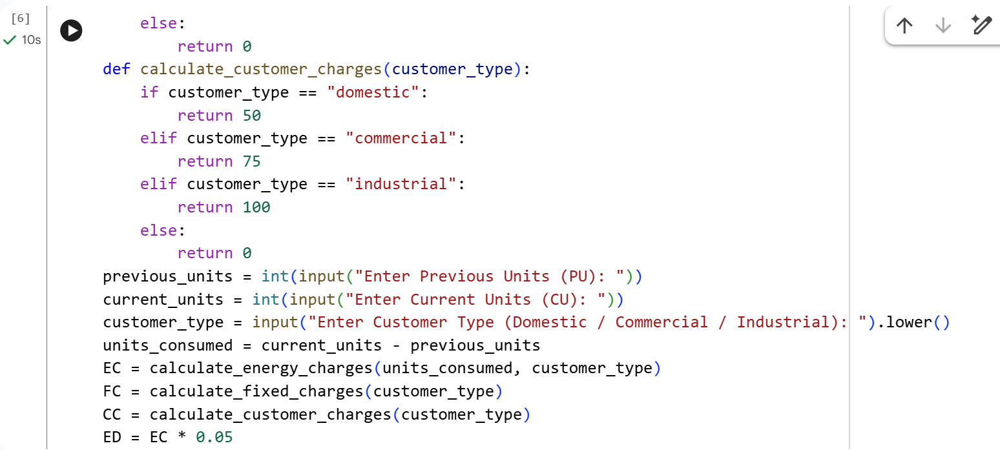 [6]
10s
    else:
        return 0
def calculate_customer_charges(customer_type):
    if customer_type == "domestic":
        return 50
    elif customer_type == "commercial":
        return 75
    elif customer_type == "industrial":
        return 100
    else:
        return 0
previous_units = int(input("Enter Previous Units (PU): "))
current_units = int(input("Enter Current Units (CU): "))
customer_type = input("Enter Customer Type (Domestic / Commercial / Industrial): ").lower()
units_consumed = current_units - previous_units
EC = calculate_energy_charges(units_consumed, customer_type)
FC = calculate_fixed_charges(customer_type)
CC = calculate_customer_charges(customer_type)
ED = EC * 0.05